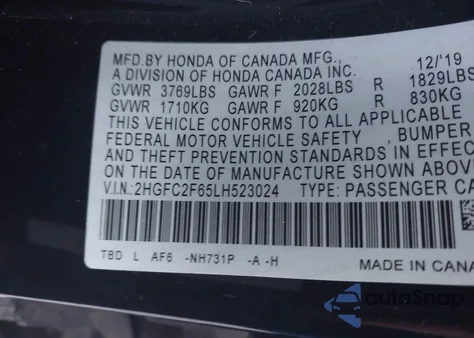 MFD.BY HONDA OF CANADA MFG., 12/'19
A DIVISION OF HONDA CANADA INC.
GVWR 3769LBS GAWR F 2028LBS R 1829LBS
GVWR 1710KG GAWR F 920KG R 830KG
THIS VEHICLE CONFORMS TO ALL APPLICABLE
FEDERAL MOTOR VEHICLE SAFETY , BUMPER
THEFT PREVENTION STANDARDS IN EFFEC
ON THE DATE OF MANUFACTURE SHOWN ABOVE
V.I.N.:2HGFC2F65LH523024 TYPE: PASSENGER CA
TBD L AF6 -NH731P -A -H
MADE IN CANA
autoSnap